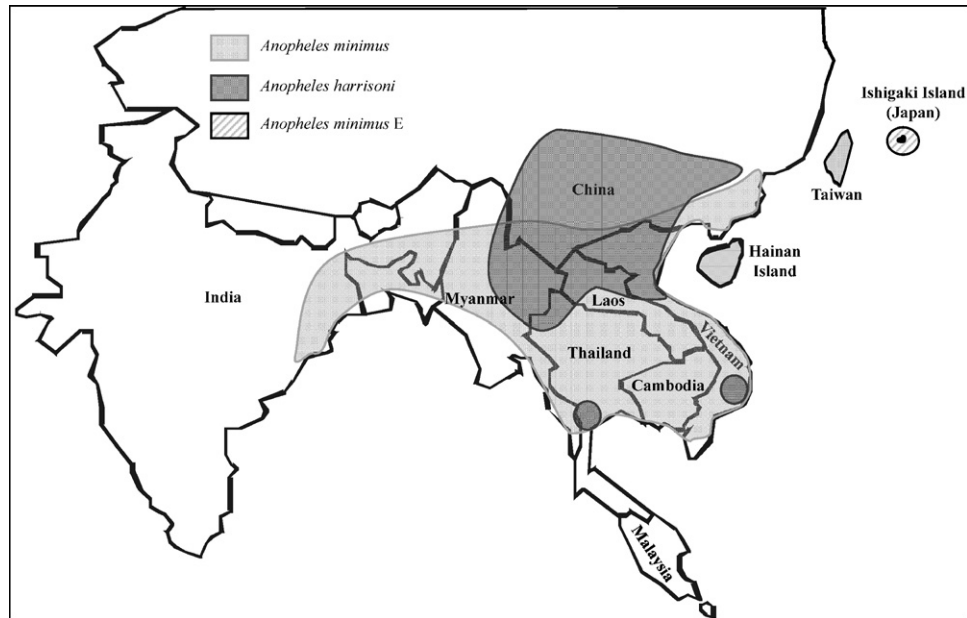 Anopheles minimus
Anopheles harrisoni
Anopheles minimus E
Ishigaki Island
(Japan)
Taiwan
China
Hainan
Island
India
Myanmar
Laos
Thailand
Vietnam
Cambodia
Malaysia